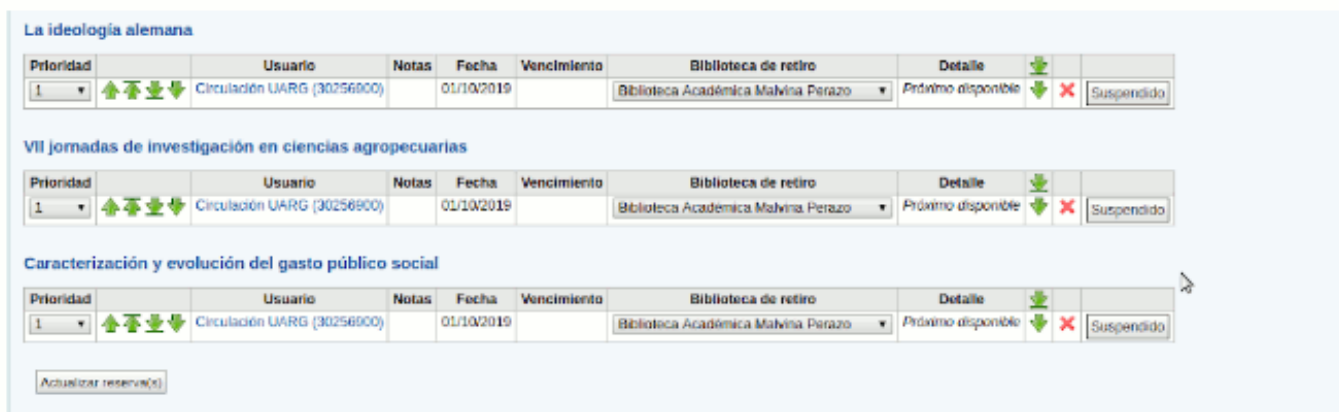 La ideología alemana
Prioridad Usuario Notas Fecha Vencimiento Biblioteca de retiro Detalle
1 Circulación UARG (30256900) 01/10/2019 Biblioteca Académica Malvina Perazo Próximo disponible Suspendido
VII jornadas de investigación en ciencias agropecuarias
Prioridad Usuario Notas Fecha Vencimiento Biblioteca de retiro Detalle
1 Circulación UARG (30256900) 01/10/2019 Biblioteca Académica Malvina Perazo Próximo disponible Suspendido
Caracterización y evolución del gasto público social
Prioridad Usuario Notas Fecha Vencimiento Biblioteca de retiro Detalle
1 Circulación UARG (30256900) 01/10/2019 Biblioteca Académica Malvina Perazo Próximo disponible Suspendido
Actualizar reserva(s)